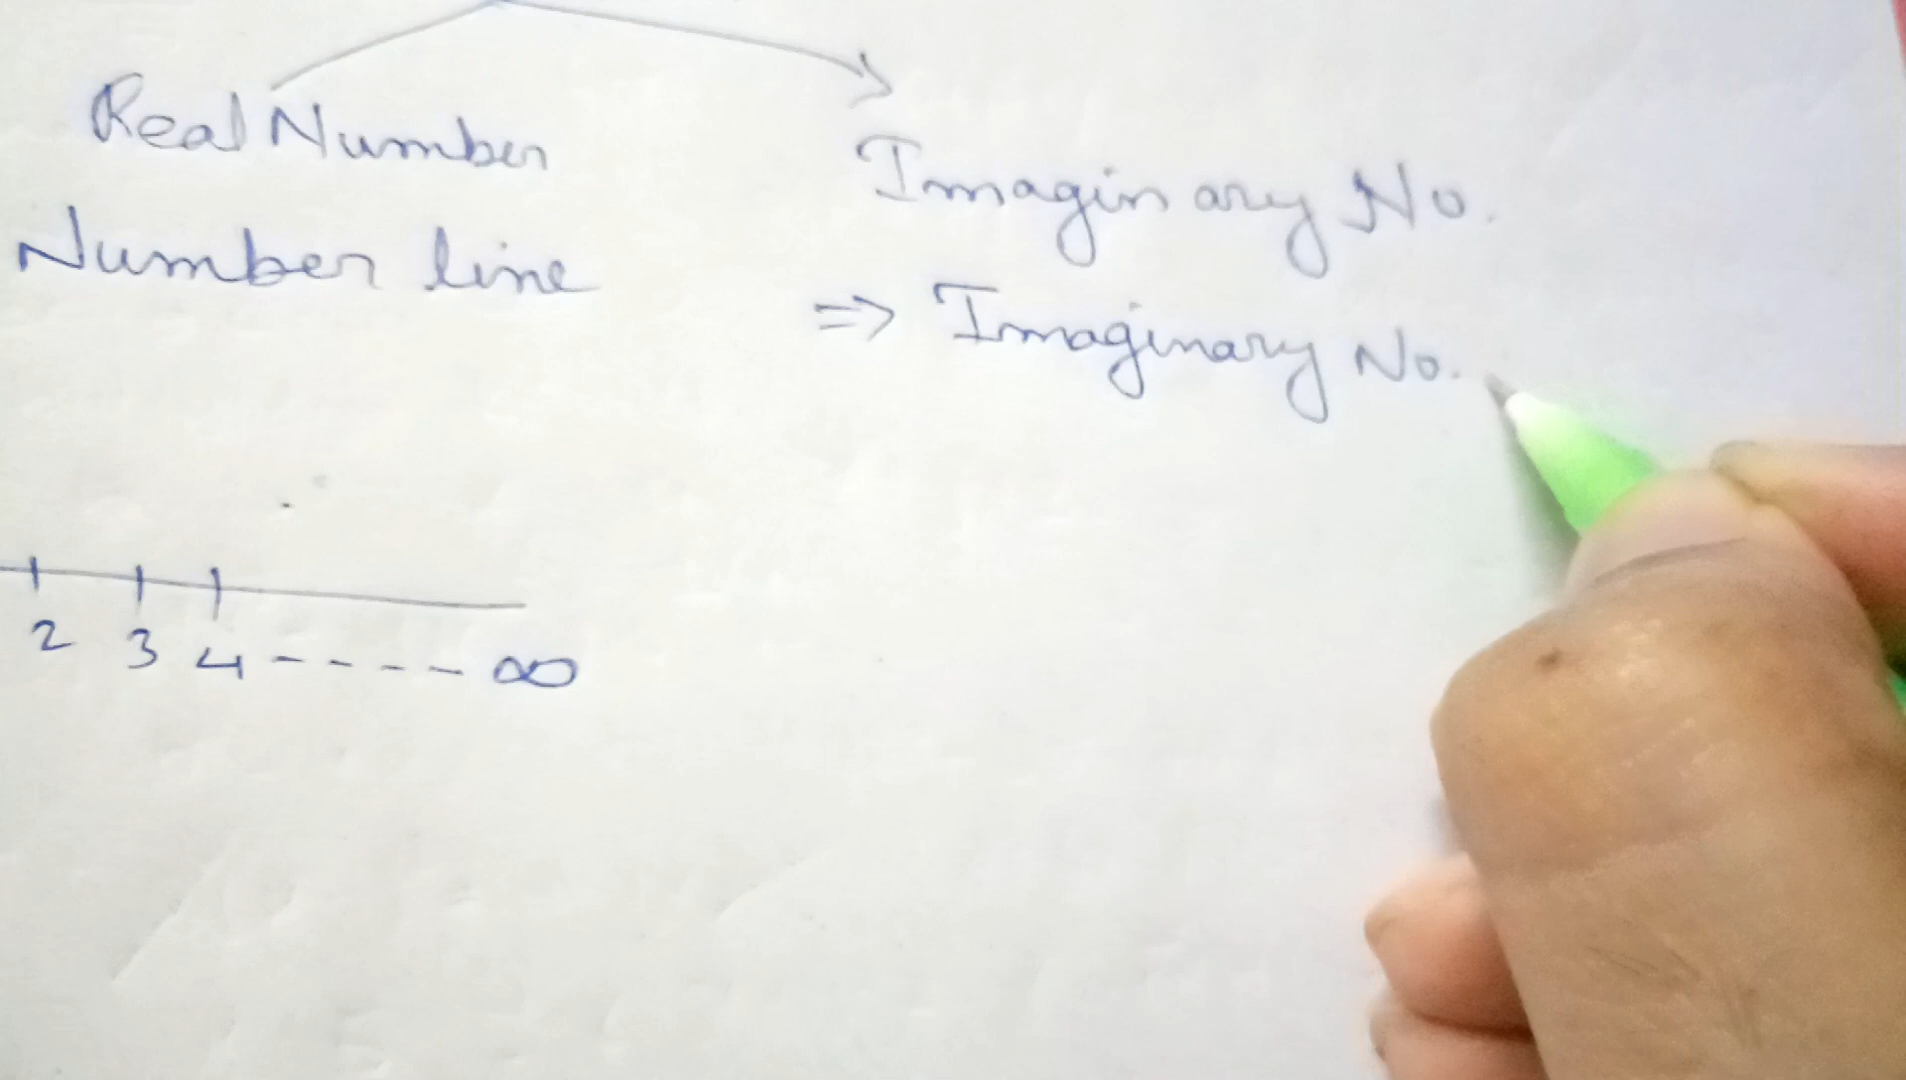 Real Number
Imaginary No.
Number line
⇒ Imaginary No.
2 3 4 - - - - ∞